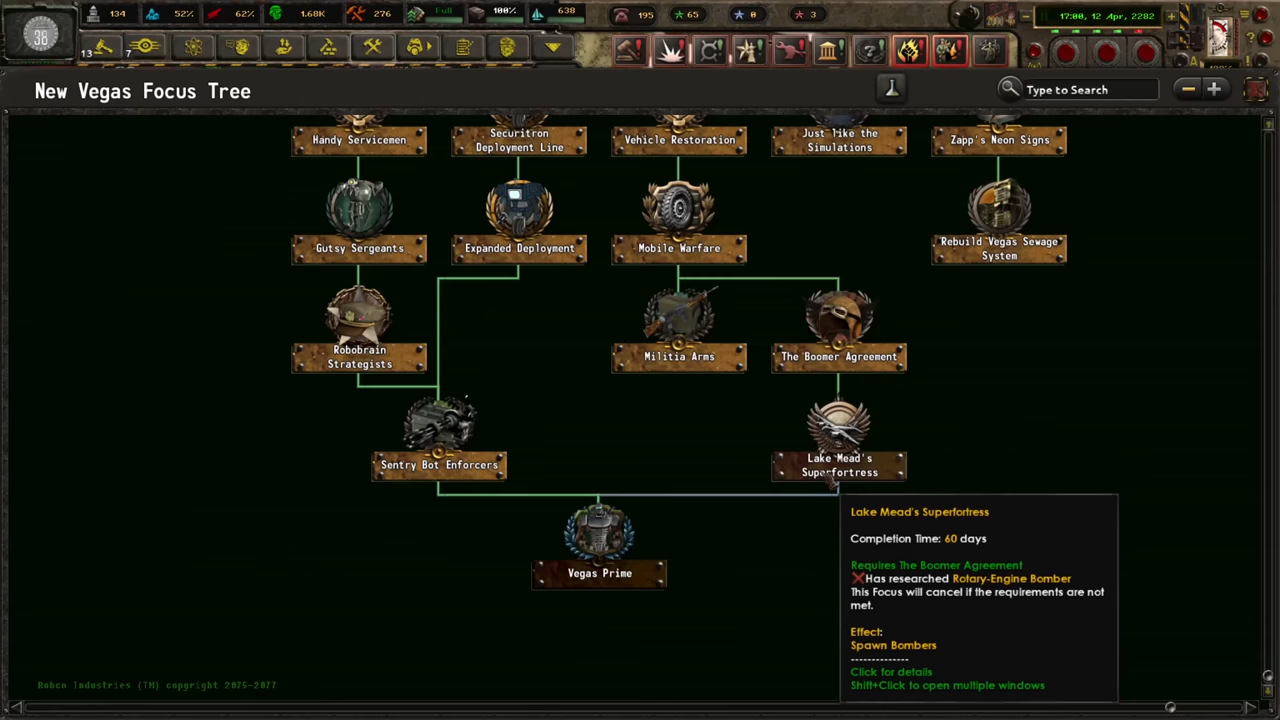 134
52%
62%
1.68K
276
Full
100%
638
195
65
0
3
17:00, 12 Apr, 2282
38
13
7
New Vegas Focus Tree
Type to Search
Handy Servicemen
Securitron
Deployment Line
Vehicle Restoration
Just like the
Simulations
Zapp's Neon Signs
Gutsy Sergeants
Expanded Deployment
Mobile Warfare
Rebuild Vegas Sewage
System
Robobrain
Strategists
Militia Arms
The Boomer Agreement
Sentry Bot Enforcers
Lake Mead's
Superfortress
Vegas Prime
Lake Mead's Superfortress
Completion Time: 60 days
Requires The Boomer Agreement
Has researched Rotary-Engine Bomber
This Focus will cancel if the requirements are not
met.
Effect:
Spawn Bombers
--------------
Click for details
Shift+Click to open multiple windows
Robco Industries (TM) copyright 2075-2077